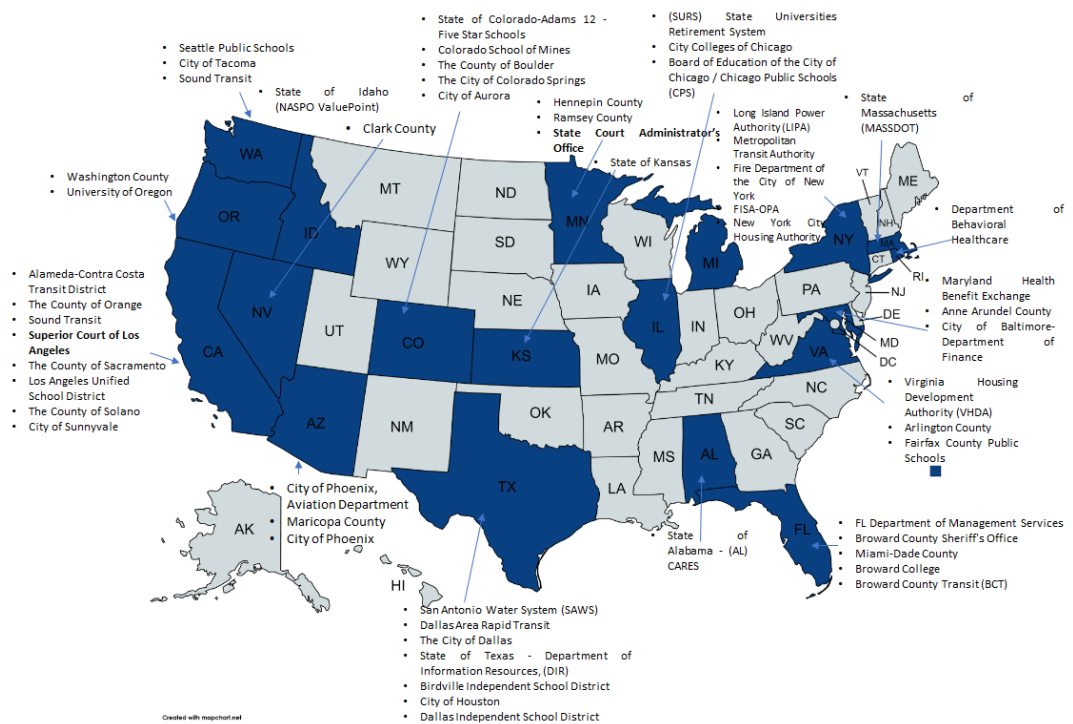 • State of Colorado-Adams 12 -
Five Star Schools
• Colorado School of Mines
• The County of Boulder
• The City of Colorado Springs
• City of Aurora
• (SURS) State Universities
Retirement System
• City Colleges of Chicago
• Board of Education of the City of
Chicago / Chicago Public Schools
(CPS)
• Seattle Public Schools
• City of Tacoma
• Sound Transit
• State of Idaho
(NASPO ValuePoint)
• Clark County
• Hennepin County
• Ramsey County
• State Court Administrator's
Office
• State of Kansas
• Long Island Power
Authority (LIPA)
• Metropolitan
Transit Authority
• Fire Department of
the City of New
York
• FISA-OPA
• New York City
Housing Authority
• State of
Massachusetts
(MASSDOT)
• Washington County
• University of Oregon
• Department of
Behavioral
Healthcare
• Alameda-Contra Costa
Transit District
• The County of Orange
• Sound Transit
• Superior Court of Los
Angeles
• The County of Sacramento
• Los Angeles Unified
School District
• The County of Solano
• City of Sunnyvale
• Maryland Health
Benefit Exchange
• Anne Arundel County
• City of Baltimore-
Department of
Finance
• Virginia Housing
Development
Authority (VHDA)
• Arlington County
• Fairfax County Public
Schools
• City of Phoenix,
Aviation Department
• Maricopa County
• City of Phoenix
• State of
Alabama - (AL)
CARES
• FL Department of Management Services
• Broward County Sheriff's Office
• Miami-Dade County
• Broward College
• Broward County Transit (BCT)
• San Antonio Water System (SAWS)
• Dallas Area Rapid Transit
• The City of Dallas
• State of Texas - Department of
Information Resources, (DIR)
• Birdville Independent School District
• City of Houston
• Dallas Independent School District
WA
MT
ND
MN
VT
ME
OR
ID
SD
WI
NH
NY
MA
WY
MI
CT
RI
IA
PA
NJ
NE
NV
UT
CO
IL
IN
OH
DE
MD
DC
CA
KS
MO
WV
VA
KY
NC
TN
AZ
NM
OK
AR
SC
MS
AL
GA
TX
LA
FL
AK
HI
Created with mapchart.net